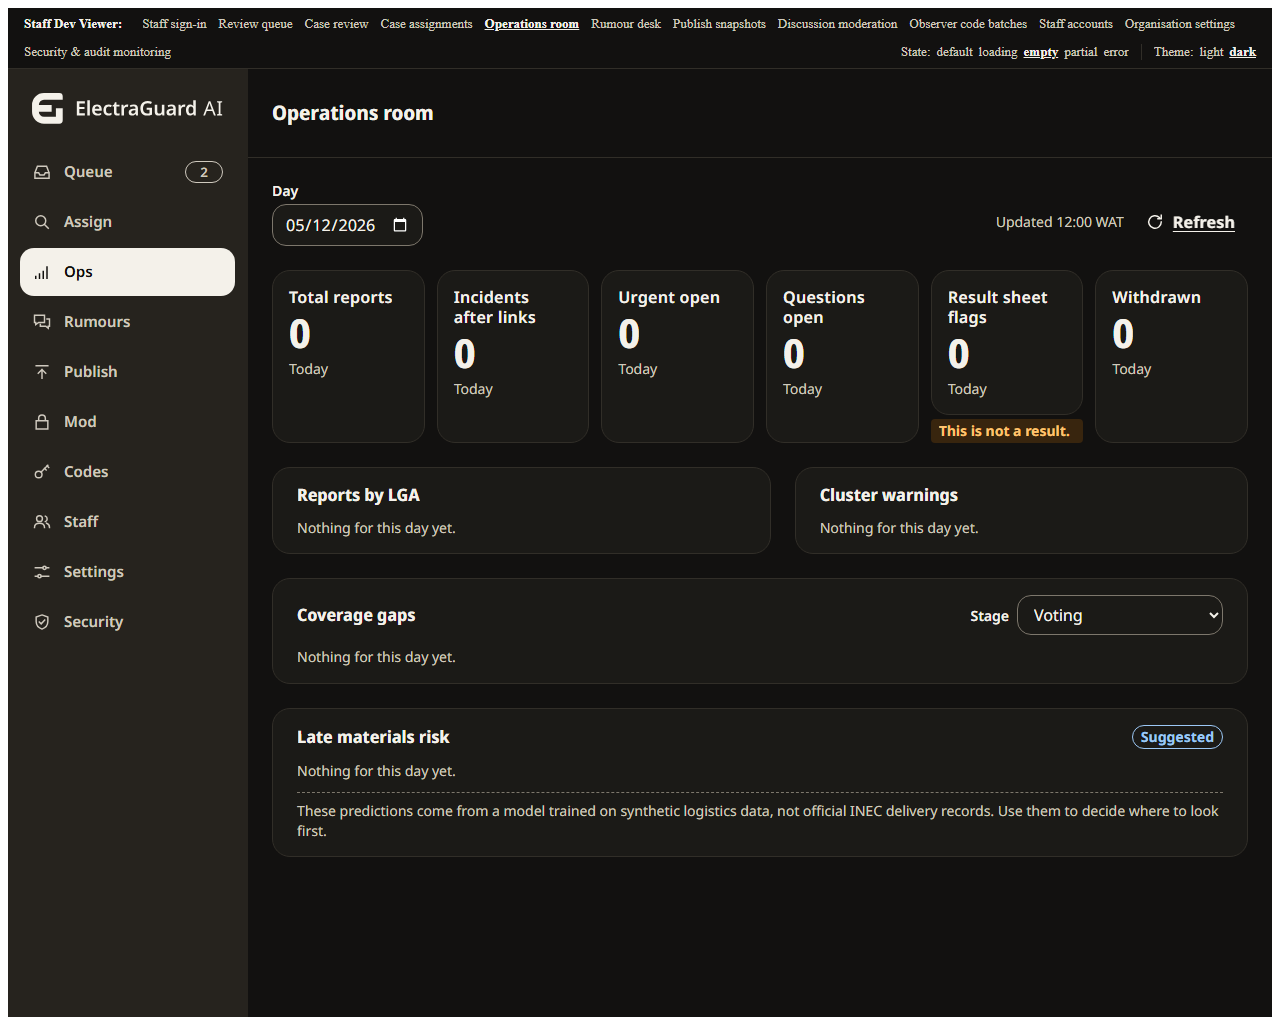 Staff Dev Viewer: Staff sign-in Review queue Case review Case assignments Operations room Rumour desk Publish snapshots Discussion moderation Observer code batches Staff accounts Organisation settings
Security & audit monitoring State: default loading empty partial error Theme: light dark
ElectraGuard AI
Operations room
Queue 2
Assign
Ops
Rumours
Publish
Mod
Codes
Staff
Settings
Security
Day
05/12/2026
Updated 12:00 WAT Refresh
Total reports
0
Today
Incidents
after links
0
Today
Urgent open
0
Today
Questions
open
0
Today
Result sheet
flags
0
Today
This is not a result.
Withdrawn
0
Today
Reports by LGA
Nothing for this day yet.
Cluster warnings
Nothing for this day yet.
Coverage gaps
Stage Voting
Nothing for this day yet.
Late materials risk
Suggested
Nothing for this day yet.
These predictions come from a model trained on synthetic logistics data, not official INEC delivery records. Use them to decide where to look
first.